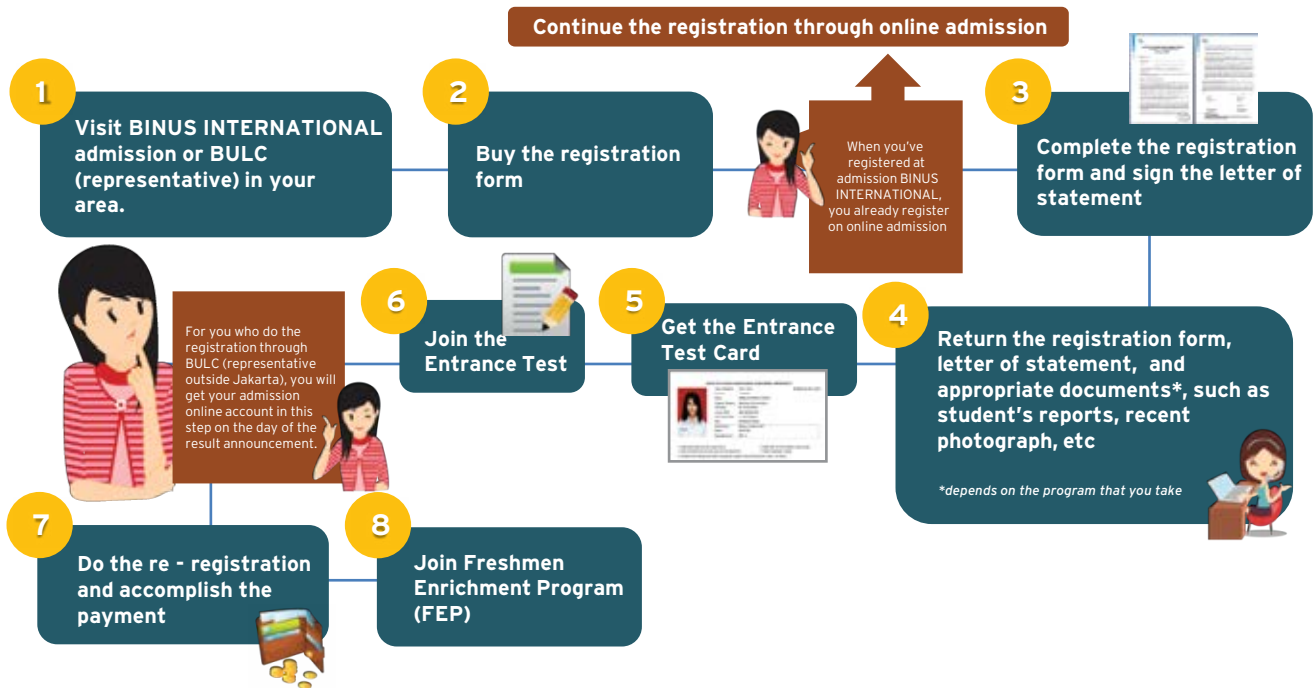 Continue the registration through online admission
1
Visit BINUS INTERNATIONAL
admission or BULC
(representative) in your
area.
2
Buy the registration
form
When you've
registered at
admission BINUS
INTERNATIONAL,
you already register
on online admission
3
Complete the registration
form and sign the letter of
statement
4
Return the registration form,
letter of statement, and
appropriate documents*, such as
student's reports, recent
photograph, etc
*depends on the program that you take
5
Get the Entrance
Test Card
6
Join the
Entrance Test
For you who do the
registration through
BULC (representative
outside Jakarta), you will
get your admission
online account in this
step on the day of the
result announcement.
7
Do the re - registration
and accomplish the
payment
8
Join Freshmen
Enrichment Program
(FEP)